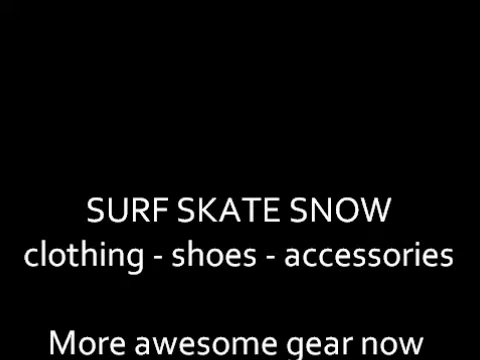 SURF SKATE SNOW
clothing - shoes - accessories
More awesome gear now